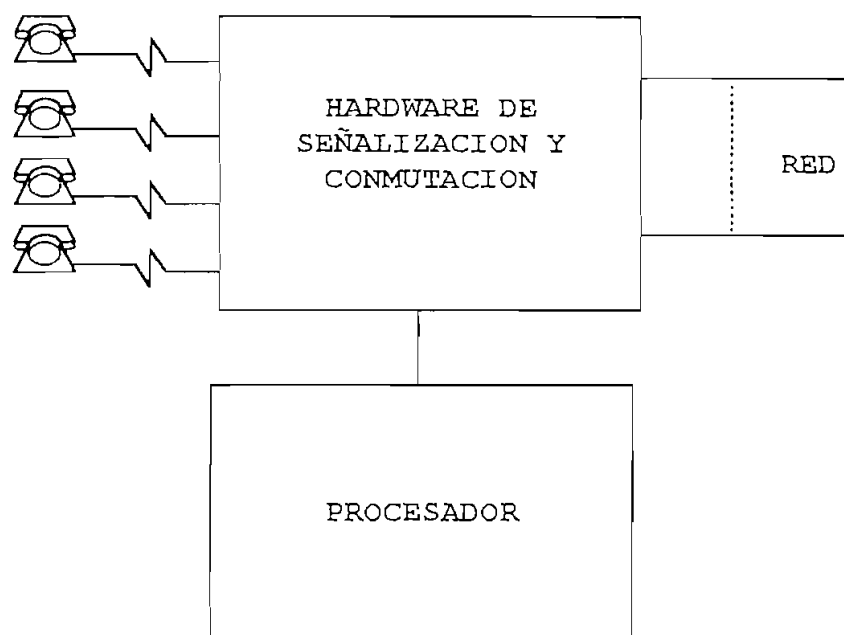 HARDWARE DE
SEÑALIZACION Y
CONMUTACION
RED
PROCESADOR